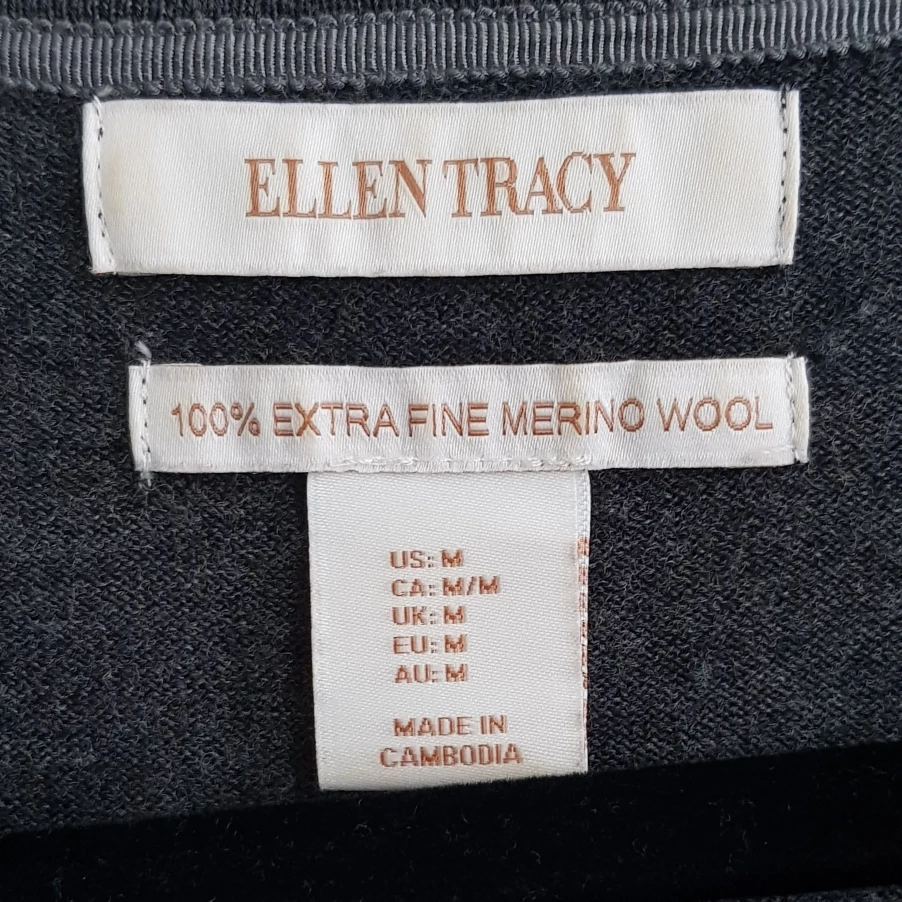 ELLEN TRACY
100% EXTRA FINE MERINO WOOL
US: M
CA: M/M
UK: M
EU: M
AU: M
MADE IN
CAMBODIA